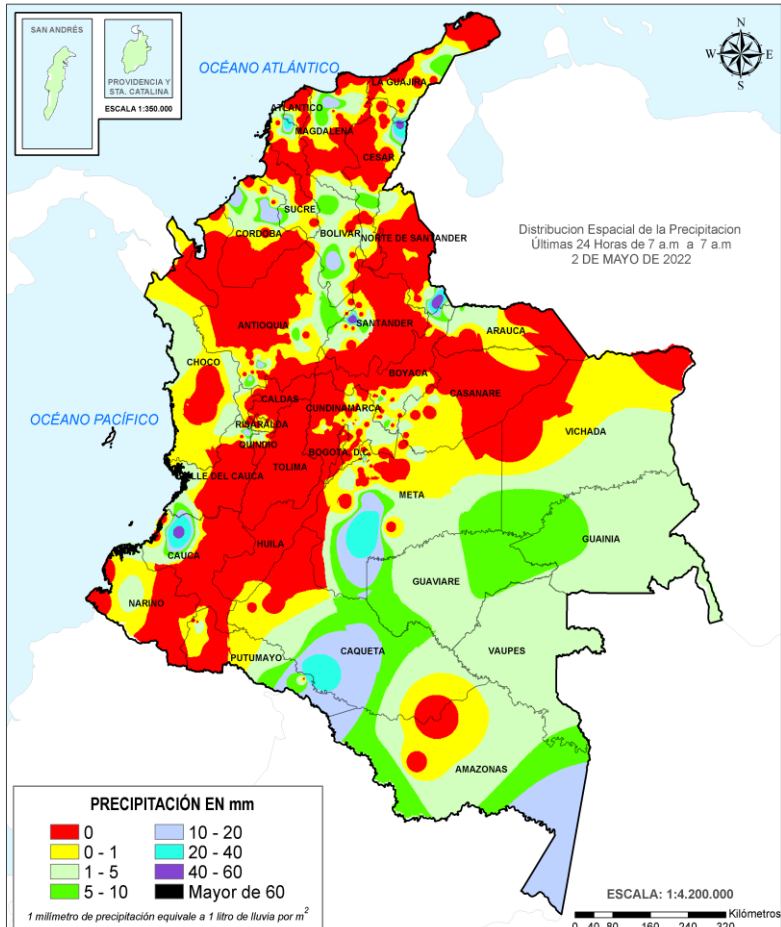 SAN ANDRÉS
PROVIDENCIA Y
STA. CATALINA
ESCALA 1:350.000
OCÉANO ATLÁNTICO
N
W
E
S
LA GUAJIRA
ATLANTICO
MAGDALENA
CESAR
SUCRE
CORDOBA
BOLIVAR
NORTE DE SANTANDER
Distribucion Espacial de la Precipitacion
Últimas 24 Horas de 7 a.m a 7 a.m
2 DE MAYO DE 2022
ANTIOQUIA
SANTANDER
ARAUCA
CHOCO
BOYACA
CASANARE
CALDAS
CUNDINAMARCA
OCÉANO PACÍFICO
RISARALDA
VICHADA
QUINDIO
BOGOTA, D.C.
TOLIMA
VALLE DEL CAUCA
META
GUAINIA
CAUCA
HUILA
GUAVIARE
NARIÑO
VAUPES
CAQUETA
PUTUMAYO
AMAZONAS
PRECIPITACIÓN EN mm
0
0 - 1
1 - 5
5 - 10
10 - 20
20 - 40
40 - 60
Mayor de 60
1 milímetro de precipitación equivale a 1 litro de lluvia por m²
ESCALA: 1:4.200.000
Kilómetros
0 40 80 160 240 320